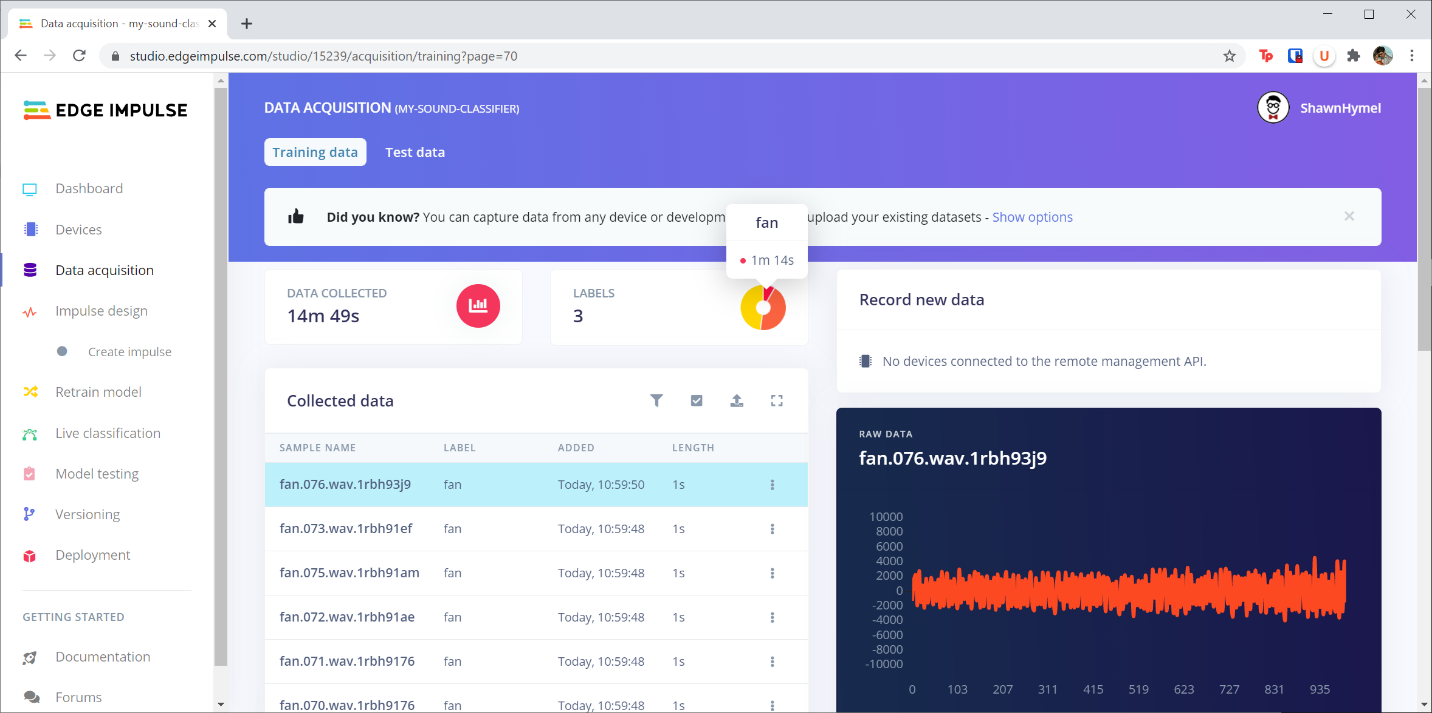 Data acquisition - my-sound-clas
studio.edgeimpulse.com/studio/15239/acquisition/training?page=70
Tp
U
EDGE IMPULSE
Dashboard
Devices
Data acquisition
Impulse design
Create impulse
Retrain model
Live classification
Model testing
Versioning
Deployment
GETTING STARTED
Documentation
Forums
DATA ACQUISITION (MY-SOUND-CLASSIFIER)
ShawnHymel
Training data
Test data
Did you know? You can capture data from any device or developm upload your existing datasets - Show options
fan
1m 14s
DATA COLLECTED
14m 49s
LABELS
3
Record new data
No devices connected to the remote management API.
Collected data
SAMPLE NAME LABEL ADDED LENGTH
fan.076.wav.1rbh93j9 fan Today, 10:59:50 1s
fan.073.wav.1rbh91ef fan Today, 10:59:48 1s
fan.075.wav.1rbh91am fan Today, 10:59:48 1s
fan.072.wav.1rbh91ae fan Today, 10:59:48 1s
fan.071.wav.1rbh9176 fan Today, 10:59:48 1s
fan.070.wav.1rbh9176 fan Today, 10:59:48 1s
RAW DATA
fan.076.wav.1rbh93j9
10000
8000
6000
4000
2000
0
-2000
-4000
-6000
-8000
-10000
0 103 207 311 415 519 623 727 831 935